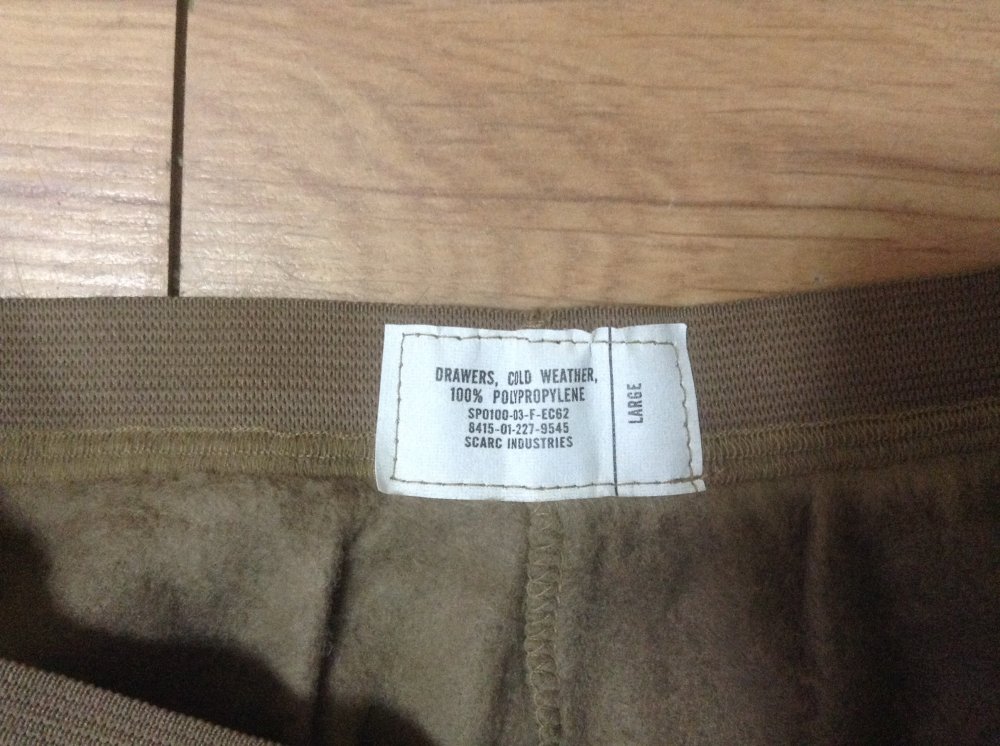 DRAWERS, COLD WEATHER,
100% POLYPROPYLENE
SP0100-03-F-EC62
8415-01-227-9545
SCARC INDUSTRIES
LARGE